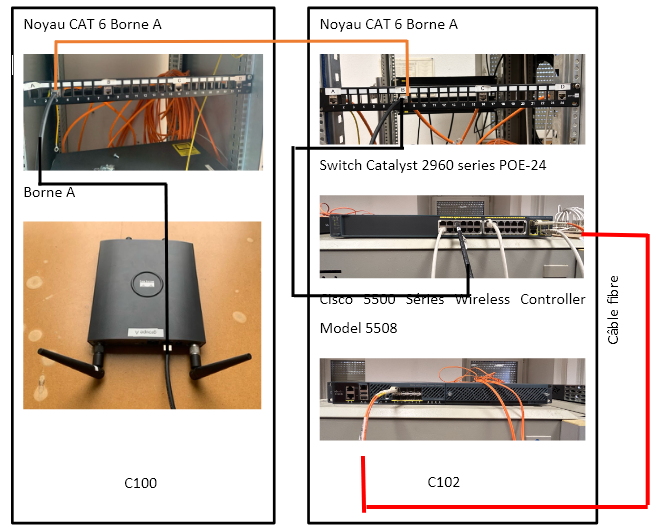 Noyau CAT 6 Borne A
Borne A
C100
Noyau CAT 6 Borne A
A
B
C
D
Switch Catalyst 2960 series POE-24
Cisco 5500 Séries Wireless Controller
Model 5508
C102
Câble fibre